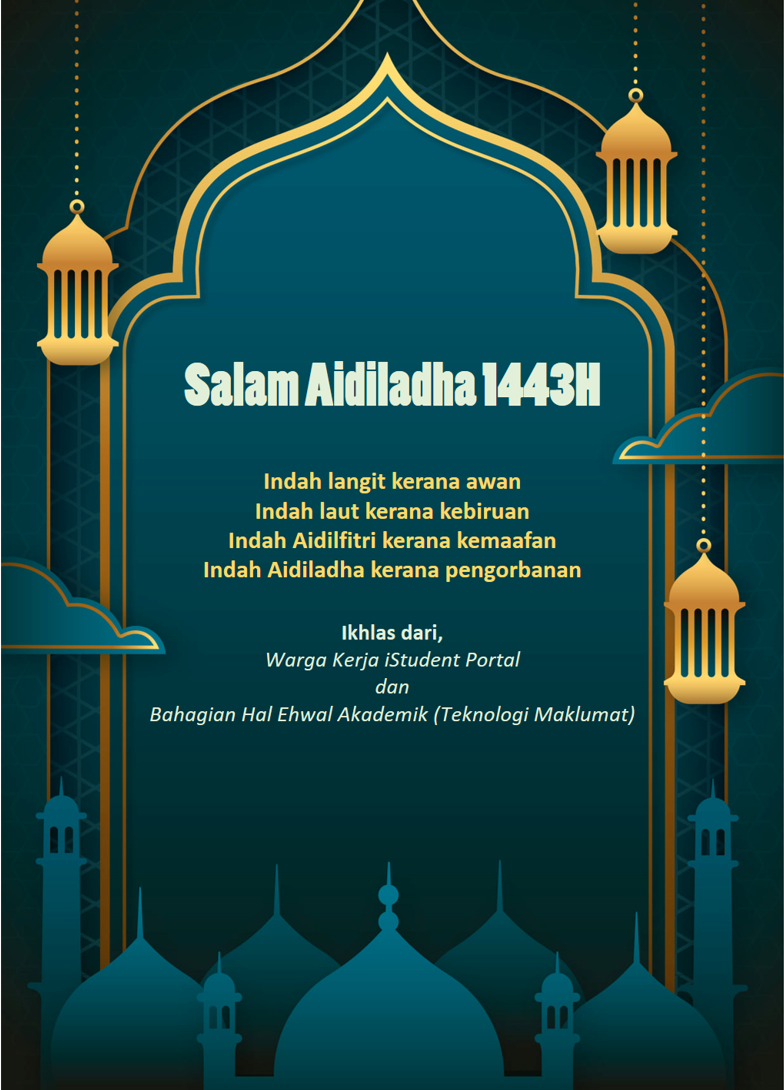 Salam Aidiladha 1443H
Indah langit kerana awan
Indah laut kerana kebiruan
Indah Aidilfitri kerana kemaafan
Indah Aidiladha kerana pengorbanan
Ikhlas dari,
Warga Kerja iStudent Portal
dan
Bahagian Hal Ehwal Akademik (Teknologi Maklumat)